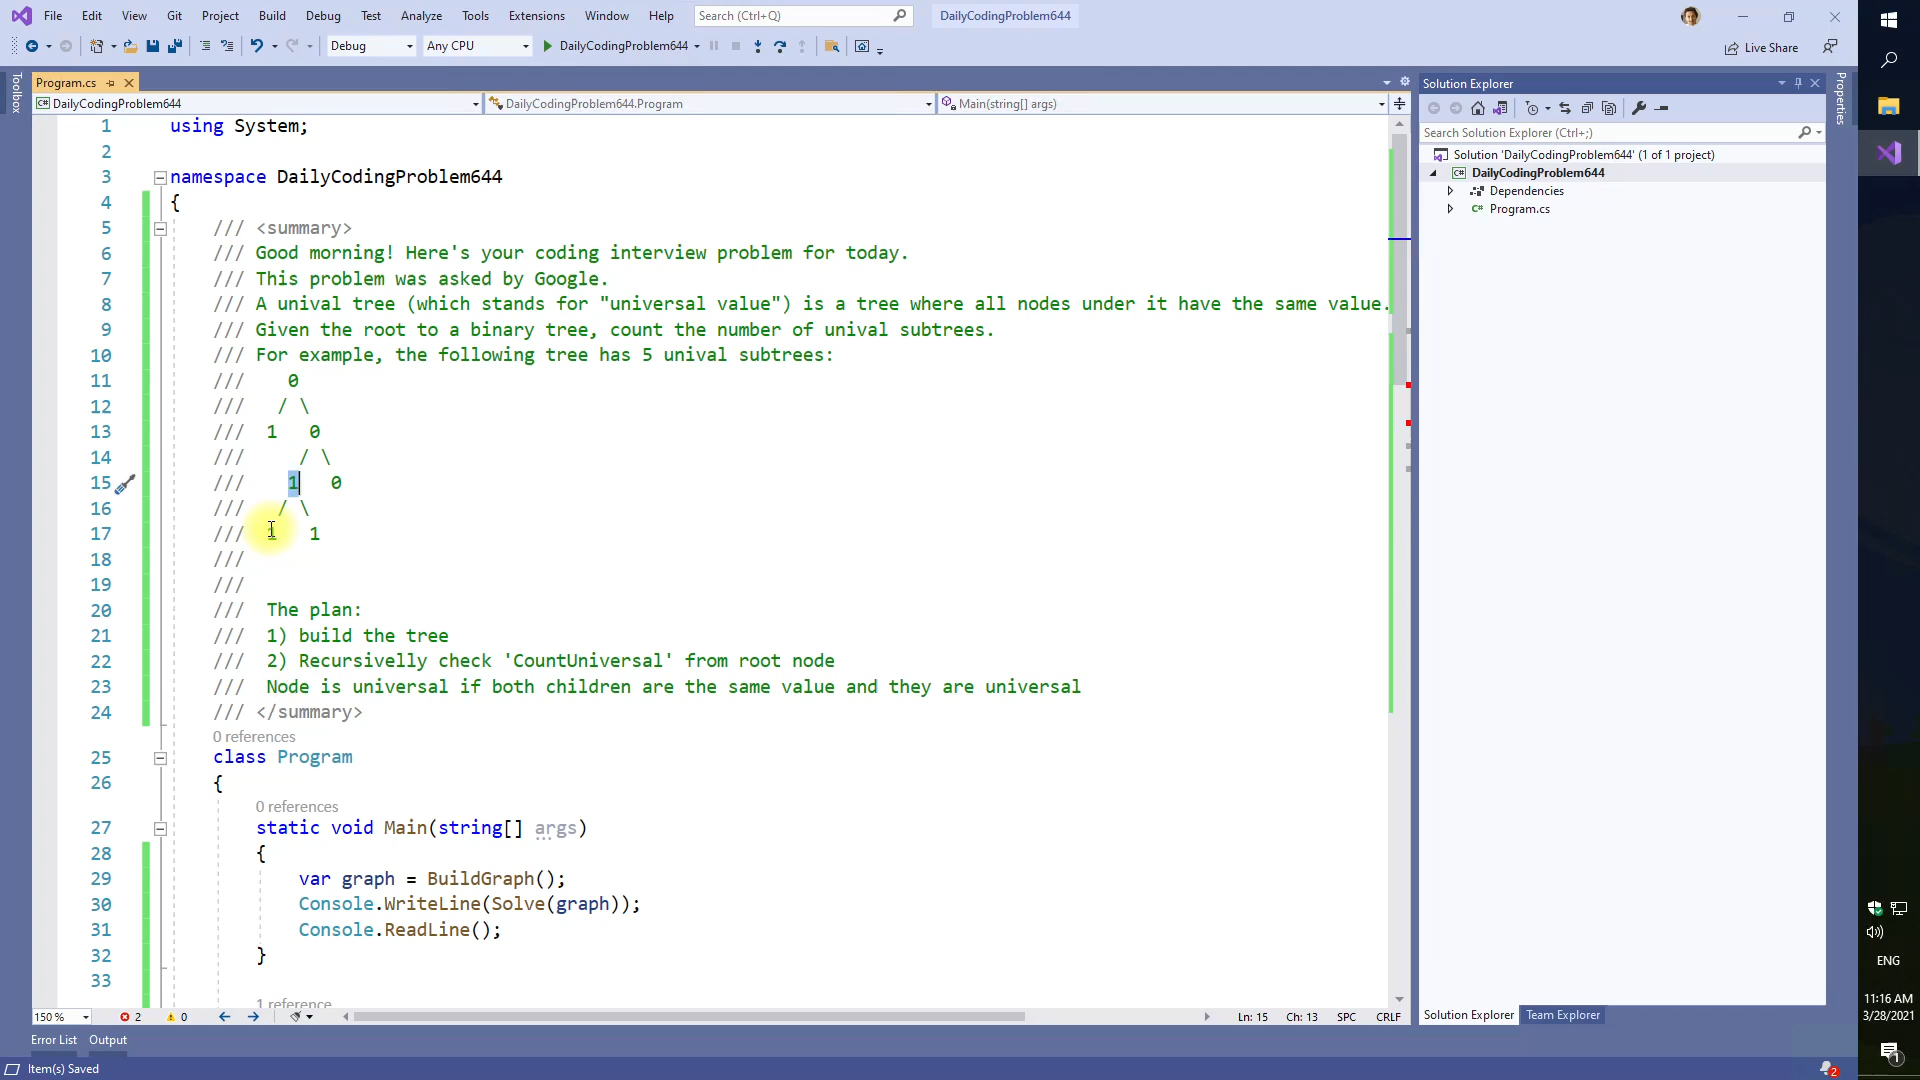 File Edit View Git Project Build Debug Test Analyze Tools Extensions Window Help Search (Ctrl+Q) DailyCodingProblem644
Debug Any CPU DailyCodingProblem644 Live Share
Toolbox
Program.cs
DailyCodingProblem644 DailyCodingProblem644.Program Main(string[] args)
1 using System;
2
3 namespace DailyCodingProblem644
4 {
5 /// <summary>
6 /// Good morning! Here's your coding interview problem for today.
7 /// This problem was asked by Google.
8 /// A unival tree (which stands for "universal value") is a tree where all nodes under it have the same value.
9 /// Given the root to a binary tree, count the number of unival subtrees.
10 /// For example, the following tree has 5 unival subtrees:
11 /// 0
12 /// / \
13 /// 1 0
14 /// / \
15 /// 1 0
16 /// / \
17 /// 1 1
18 ///
19 ///
20 /// The plan:
21 /// 1) build the tree
22 /// 2) Recursivelly check 'CountUniversal' from root node
23 /// Node is universal if both children are the same value and they are universal
24 /// </summary>
0 references
25 class Program
26 {
0 references
27 static void Main(string[] args)
28 {
29 var graph = BuildGraph();
30 Console.WriteLine(Solve(graph));
31 Console.ReadLine();
32 }
33
1 reference
150 % 2 0 Ln: 15 Ch: 13 SPC CRLF
Error List Output
Item(s) Saved
Solution Explorer
Search Solution Explorer (Ctrl+;)
Solution 'DailyCodingProblem644' (1 of 1 project)
DailyCodingProblem644
Dependencies
C# Program.cs
Solution Explorer Team Explorer
Properties
ENG
11:16 AM
3/28/2021
1
2